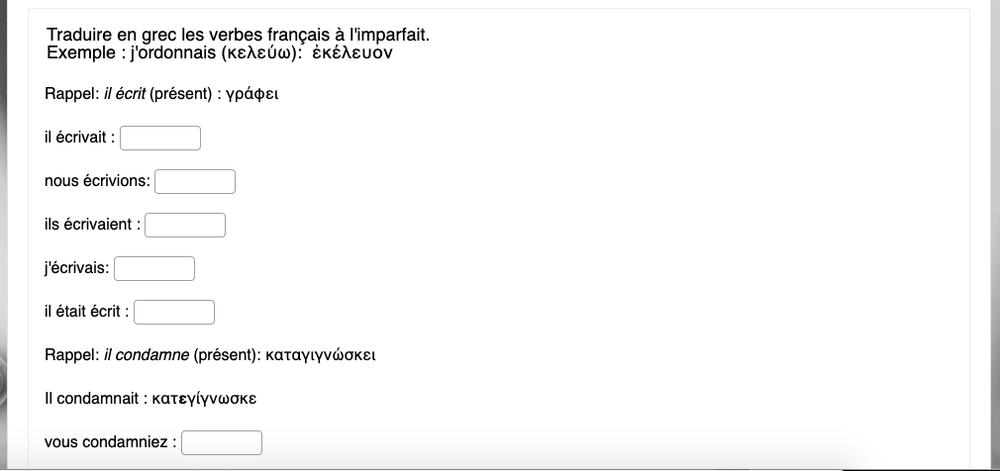 Traduire en grec les verbes français à l'imparfait.
Exemple : j'ordonnais (κελεύω): ἐκέλευον
Rappel: il écrit (présent) : γράφει
il écrivait :
nous écrivions:
ils écrivaient :
j'écrivais:
il était écrit :
Rappel: il condamne (présent): καταγιγνώσκει
Il condamnait : κατεγίγνωσκε
vous condamniez :